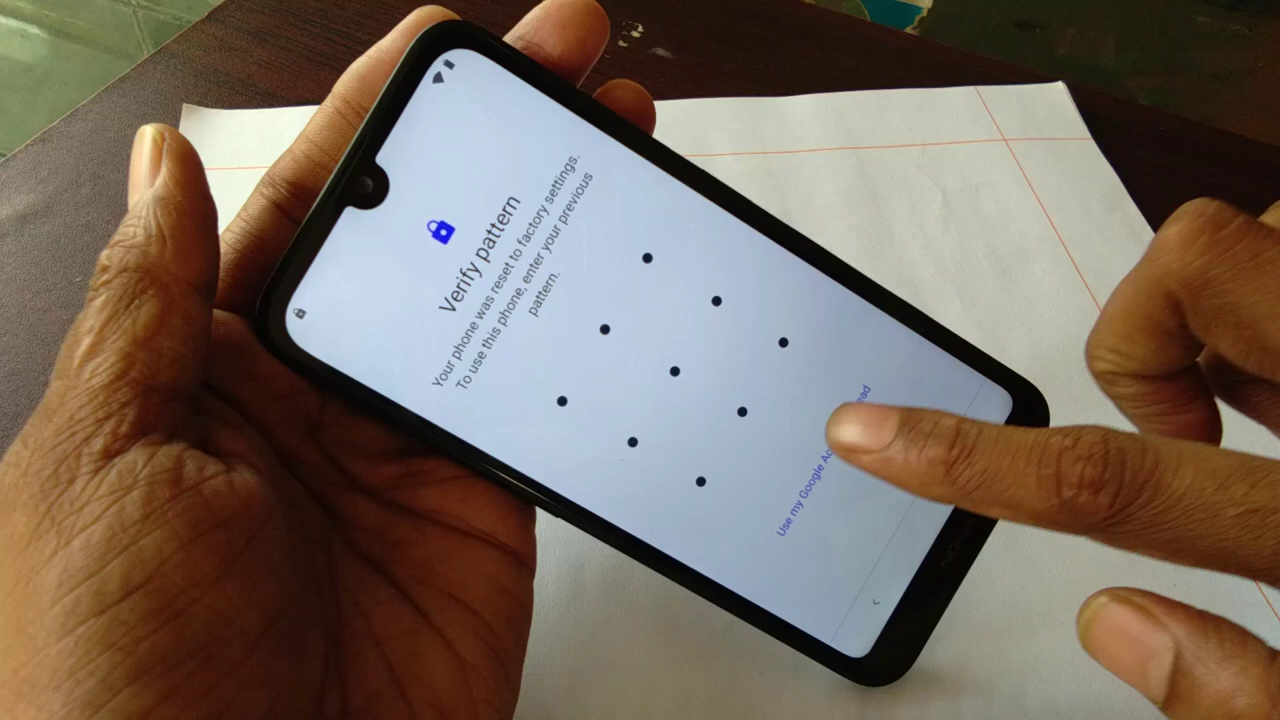 Verify pattern
Your phone was reset to factory settings.
To use this phone, enter your previous
pattern.
Use my Google
NOKIA